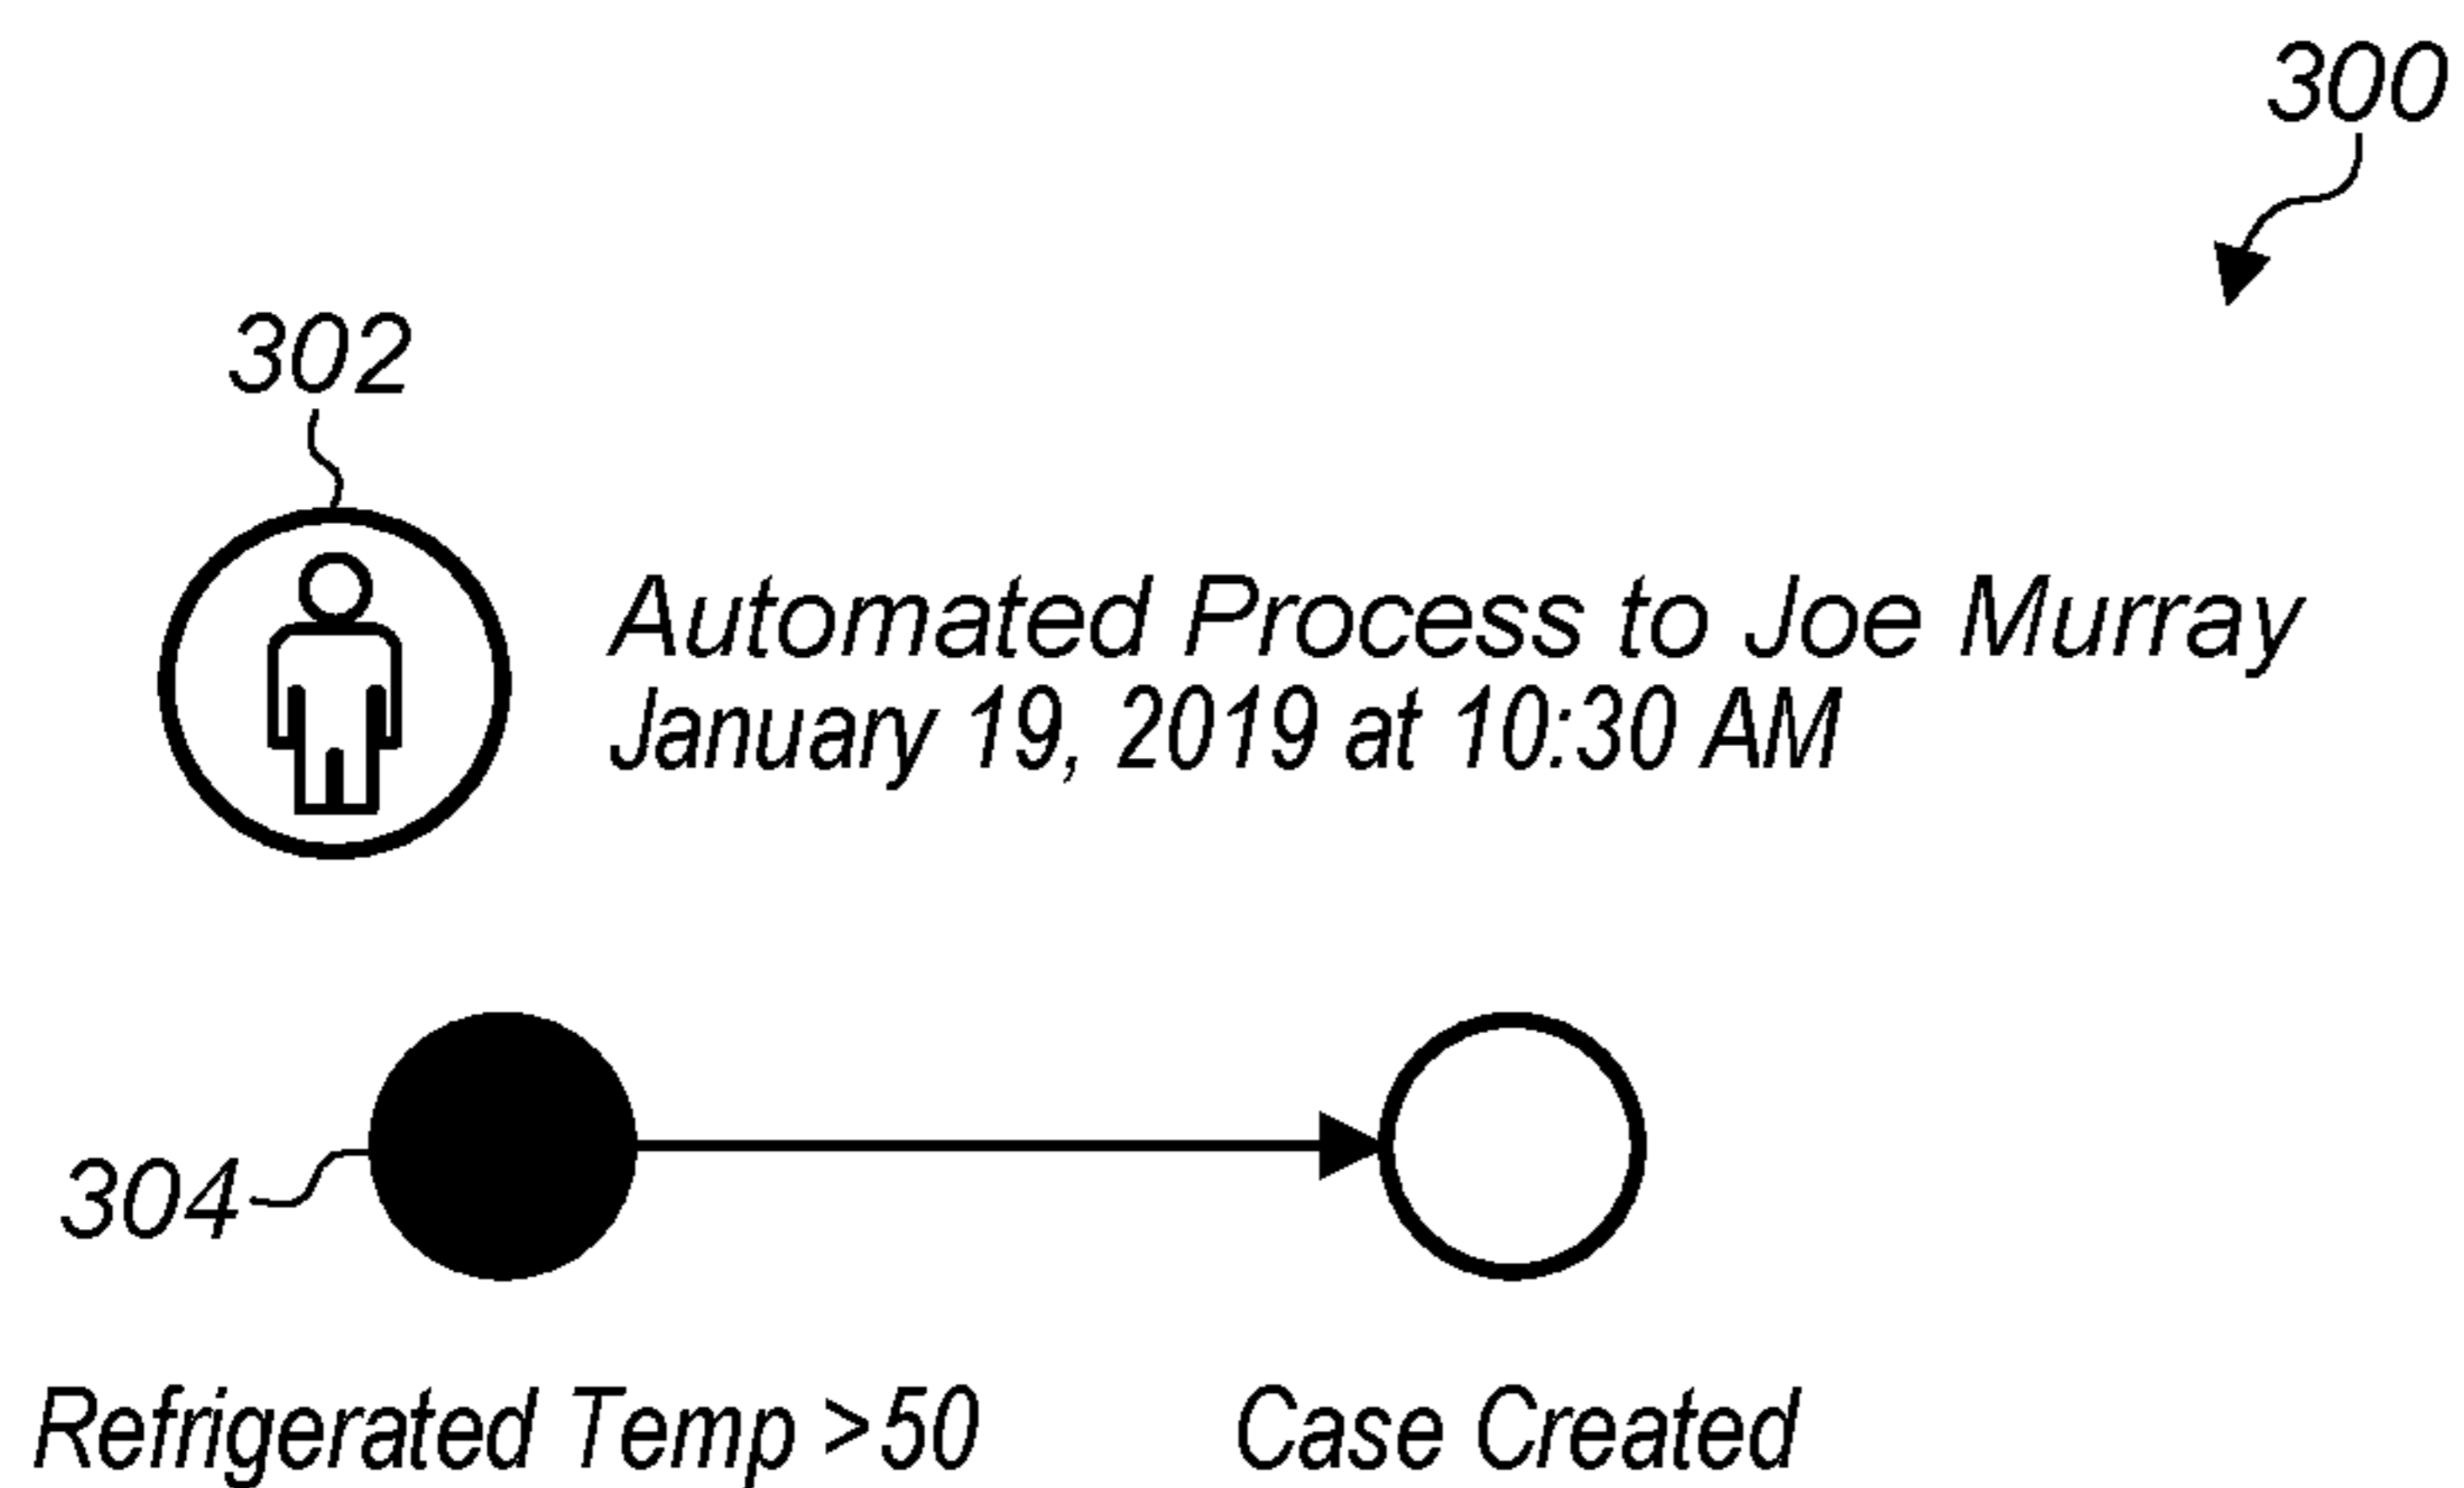 300
302
Automated Process to Joe Murray
January 19, 2019 at 10:30 AM
304
Refrigerated Temp >50
Case Created